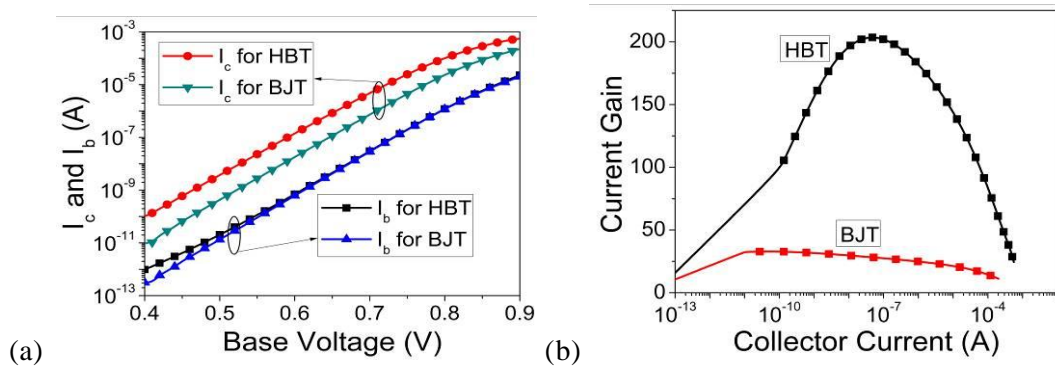 10⁻³
10⁻⁵
10⁻⁷
10⁻⁹
10⁻¹¹
10⁻¹³
I_c and I_b (A)
I_c for HBT
I_c for BJT
I_b for HBT
I_b for BJT
0.4 0.5 0.6 0.7 0.8 0.9
Base Voltage (V)
(a)
200
150
100
50
0
Current Gain
HBT
BJT
10⁻¹³ 10⁻¹⁰ 10⁻⁷ 10⁻⁴
Collector Current (A)
(b)